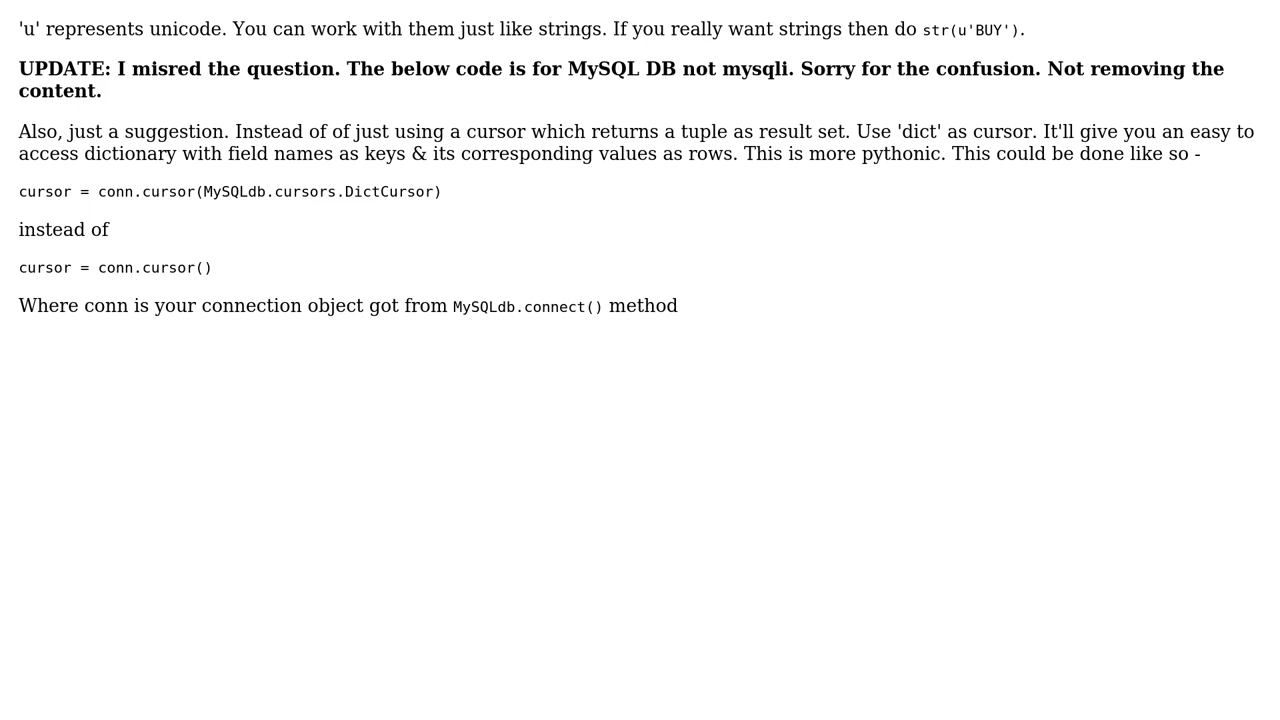 'u' represents unicode. You can work with them just like strings. If you really want strings then do str(u'BUY').
UPDATE: I misred the question. The below code is for MySQL DB not mysqli. Sorry for the confusion. Not removing the
content.
Also, just a suggestion. Instead of of just using a cursor which returns a tuple as result set. Use 'dict' as cursor. It'll give you an easy to
access dictionary with field names as keys & its corresponding values as rows. This is more pythonic. This could be done like so -
cursor = conn.cursor(MySQLdb.cursors.DictCursor)
instead of
cursor = conn.cursor()
Where conn is your connection object got from MySQLdb.connect() method